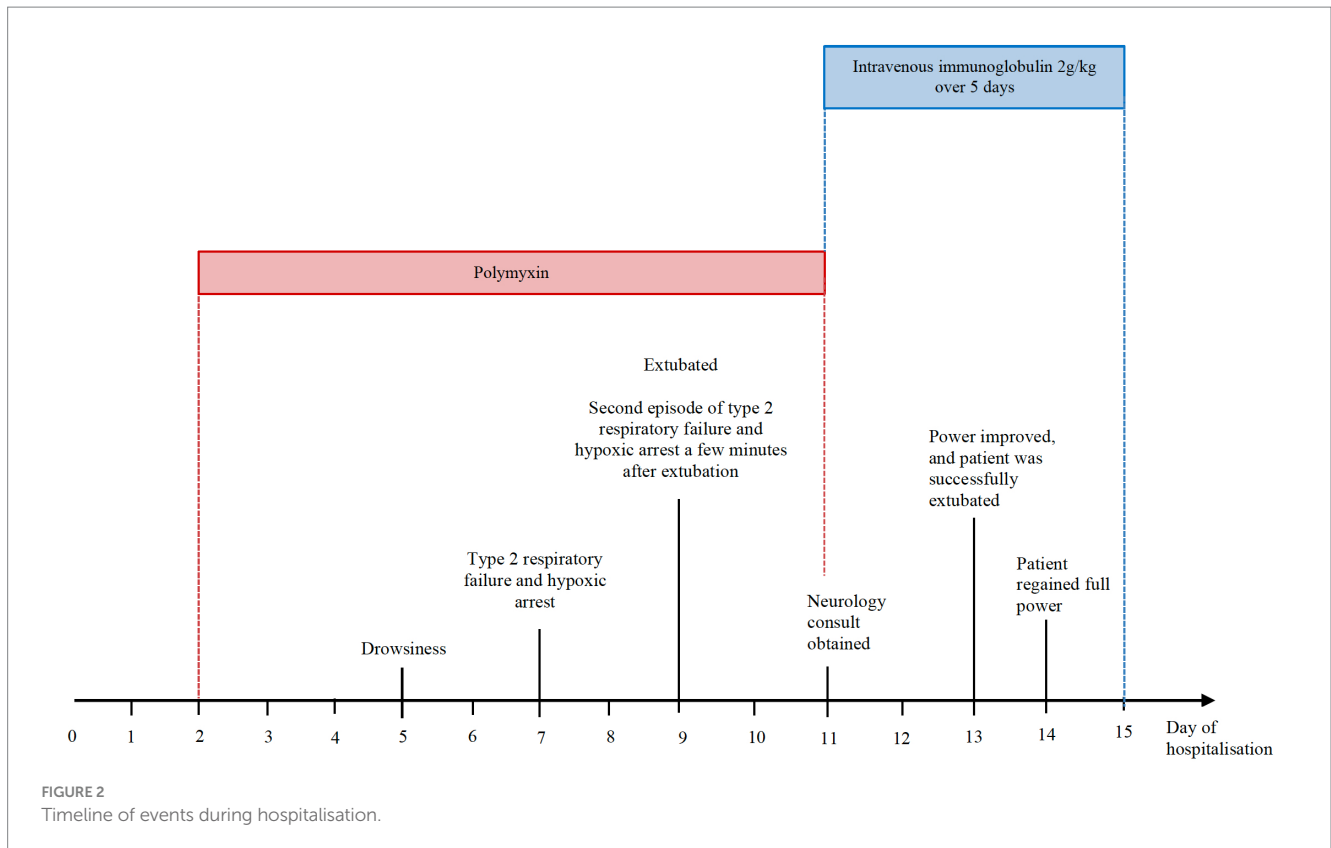 Intravenous immunoglobulin 2g/kg
over 5 days
Polymyxin
Extubated
Second episode of type 2
respiratory failure and
hypoxic arrest a few minutes
after extubation
Power improved,
and patient was
successfully
extubated
Type 2 respiratory
failure and hypoxic
arrest
Patient
regained full
power
Neurology
consult
obtained
Drowsiness
0 1 2 3 4 5 6 7 8 9 10 11 12 13 14 15
Day of
hospitalisation
FIGURE 2
Timeline of events during hospitalisation.